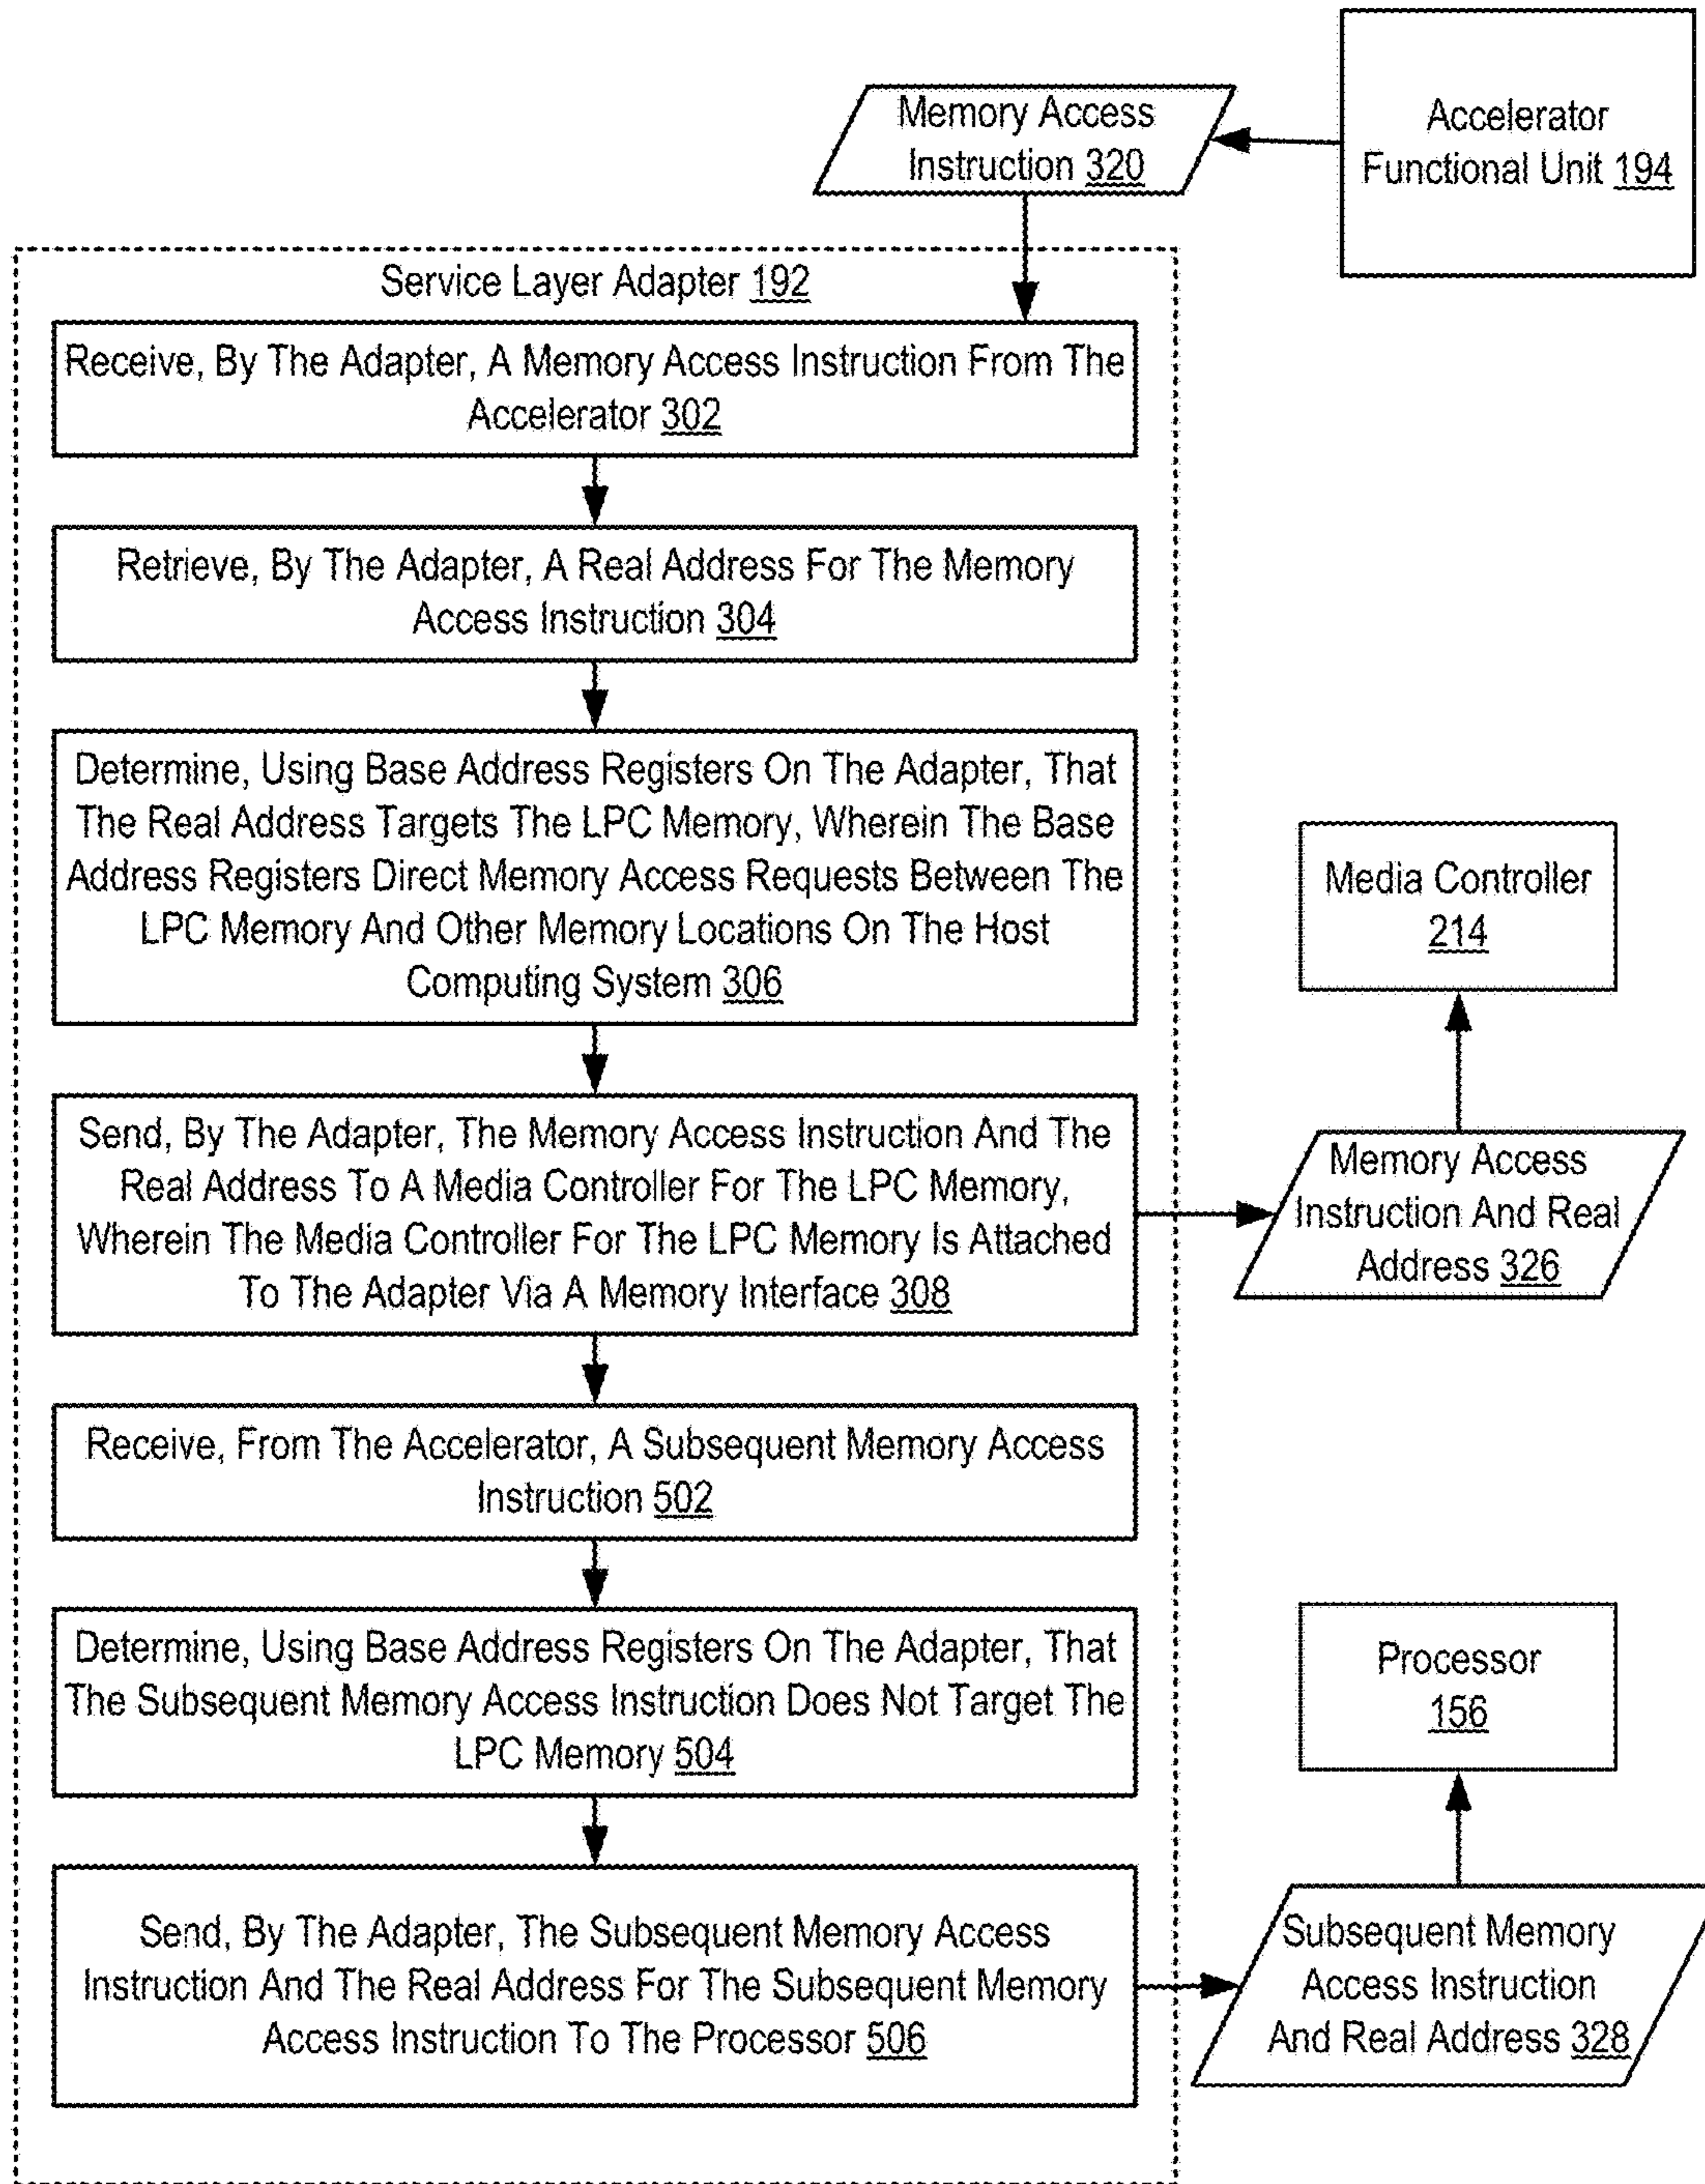 Memory Access
Instruction 320
Accelerator
Functional Unit 194
Service Layer Adapter 192
Receive, By The Adapter, A Memory Access Instruction From The
Accelerator 302
Retrieve, By The Adapter, A Real Address For The Memory
Access Instruction 304
Determine, Using Base Address Registers On The Adapter, That
The Real Address Targets The LPC Memory, Wherein The Base
Address Registers Direct Memory Access Requests Between The
LPC Memory And Other Memory Locations On The Host
Computing System 306
Media Controller
214
Send, By The Adapter, The Memory Access Instruction And The
Real Address To A Media Controller For The LPC Memory,
Wherein The Media Controller For The LPC Memory Is Attached
To The Adapter Via A Memory Interface 308
Memory Access
Instruction And Real
Address 326
Receive, From The Accelerator, A Subsequent Memory Access
Instruction 502
Determine, Using Base Address Registers On The Adapter, That
The Subsequent Memory Access Instruction Does Not Target The
LPC Memory 504
Processor
156
Send, By The Adapter, The Subsequent Memory Access
Instruction And The Real Address For The Subsequent Memory
Access Instruction To The Processor 506
Subsequent Memory
Access Instruction
And Real Address 328